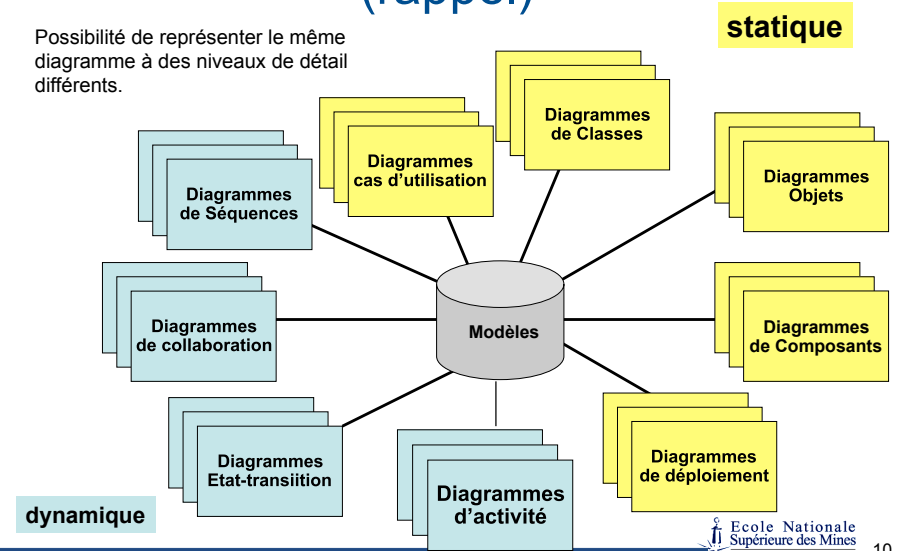 (rappel)
statique
Possibilité de représenter le même
diagramme à des niveaux de détail
différents.
Diagrammes
de Classes
Diagrammes
cas d'utilisation
Diagrammes
Objets
Diagrammes
de Séquences
Modèles
Diagrammes
de collaboration
Diagrammes
de Composants
Diagrammes
Etat-transiition
Diagrammes
d'activité
Diagrammes
de déploiement
dynamique
Ecole Nationale
Supérieure des Mines
10